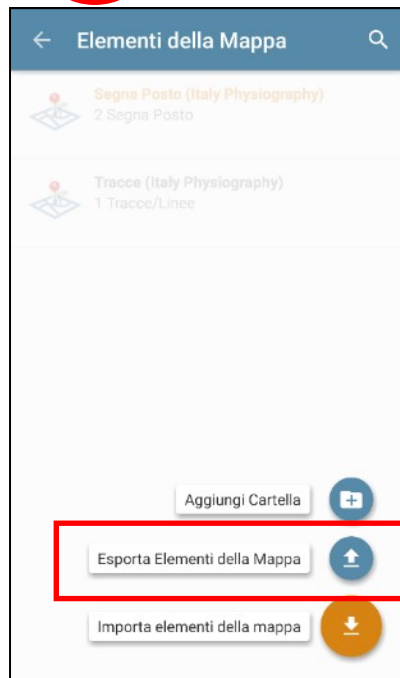 Elementi della Mappa
Segna Posto (Italy Physiography)
2 Segna Posto
Tracce (Italy Physiography)
1 Tracce/Linee
Aggiungi Cartella
Esporta Elementi della Mappa
Importa elementi della mappa